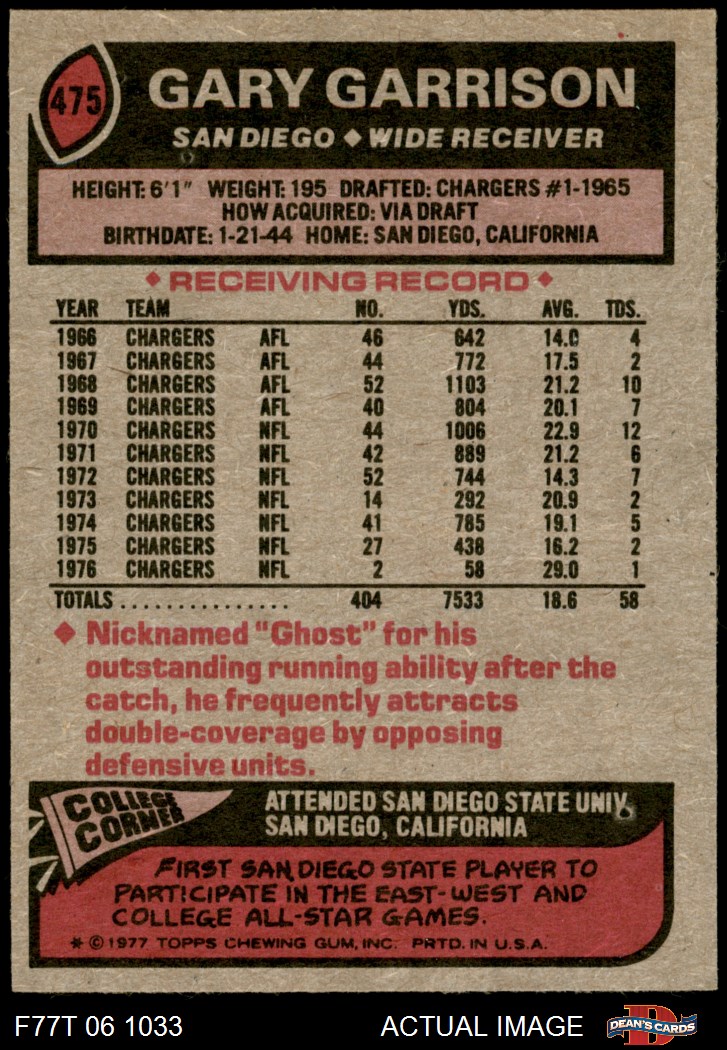 475
GARY GARRISON
SAN DIEGO ◆ WIDE RECEIVER
HEIGHT: 6'1" WEIGHT: 195 DRAFTED: CHARGERS #1-1965
HOW ACQUIRED: VIA DRAFT
BIRTHDATE: 1-21-44 HOME: SAN DIEGO, CALIFORNIA
◆ RECEIVING RECORD ◆
YEAR TEAM NO. YDS. AVG. TDS.
1966 CHARGERS AFL 46 642 14.0 4
1967 CHARGERS AFL 44 772 17.5 2
1968 CHARGERS AFL 52 1103 21.2 10
1969 CHARGERS AFL 40 804 20.1 7
1970 CHARGERS NFL 44 1006 22.9 12
1971 CHARGERS NFL 42 889 21.2 6
1972 CHARGERS NFL 52 744 14.3 7
1973 CHARGERS NFL 14 292 20.9 2
1974 CHARGERS NFL 41 785 19.1 5
1975 CHARGERS NFL 27 438 16.2 2
1976 CHARGERS NFL 2 58 29.0 1
TOTALS ................ 404 7533 18.6 58
◆ Nicknamed "Ghost" for his
outstanding running ability after the
catch, he frequently attracts
double-coverage by opposing
defensive units.
COLLEGE
CORNER
ATTENDED SAN DIEGO STATE UNIV.
SAN DIEGO, CALIFORNIA
FIRST SAN DIEGO STATE PLAYER TO
PARTICIPATE IN THE EAST-WEST AND
COLLEGE ALL-STAR GAMES.
* © 1977 TOPPS CHEWING GUM, INC. PRTD. IN U.S.A.
F77T 06 1033
ACTUAL IMAGE
D
DEAN'S CARDS